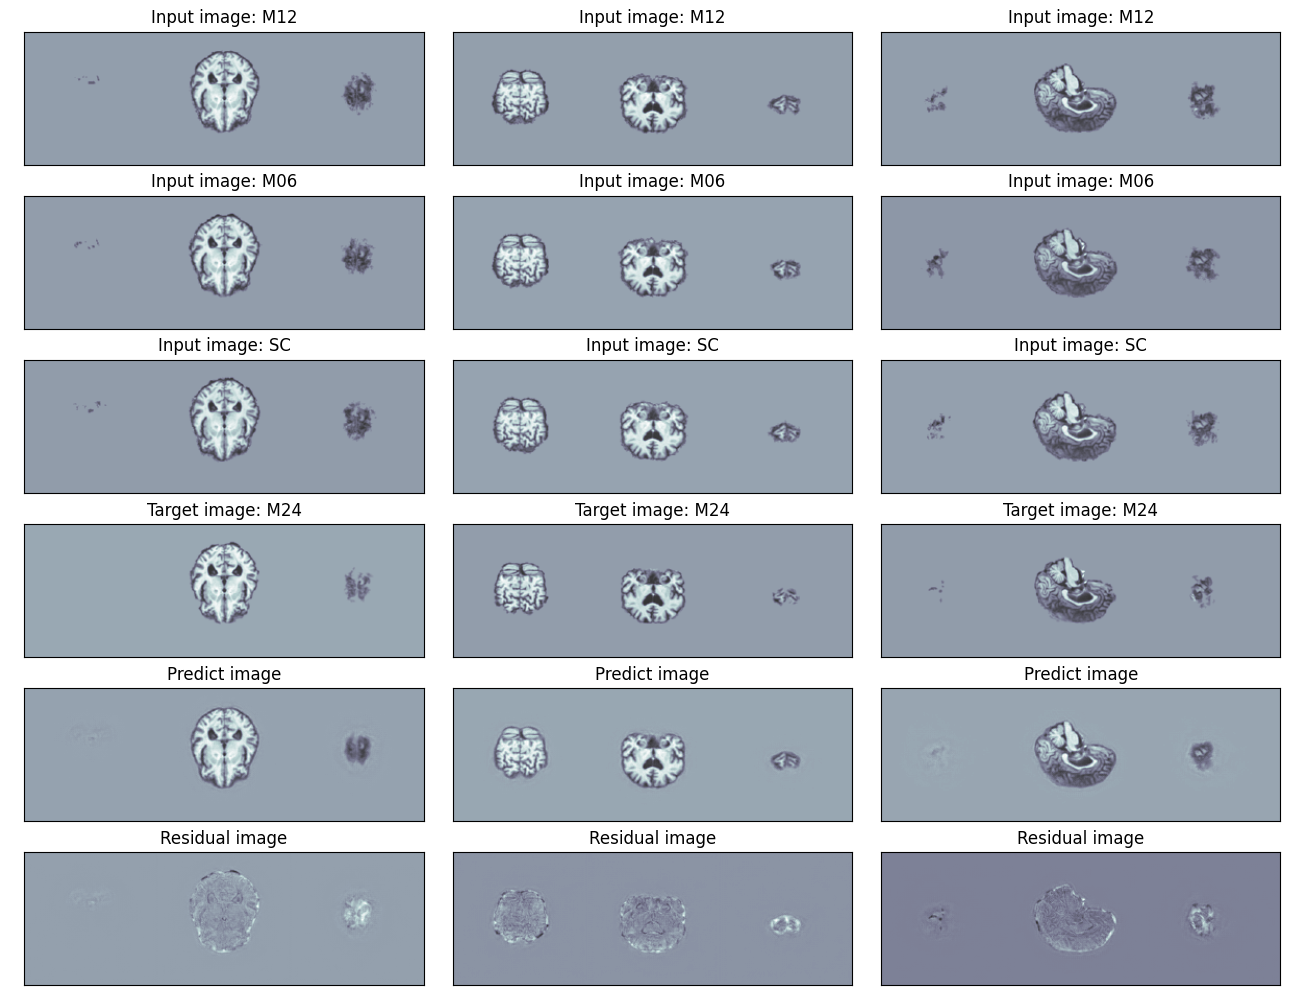 Input image: M12 Input image: M12 Input image: M12
Input image: M06 Input image: M06 Input image: M06
Input image: SC Input image: SC Input image: SC
Target image: M24 Target image: M24 Target image: M24
Predict image Predict image Predict image
Residual image Residual image Residual image